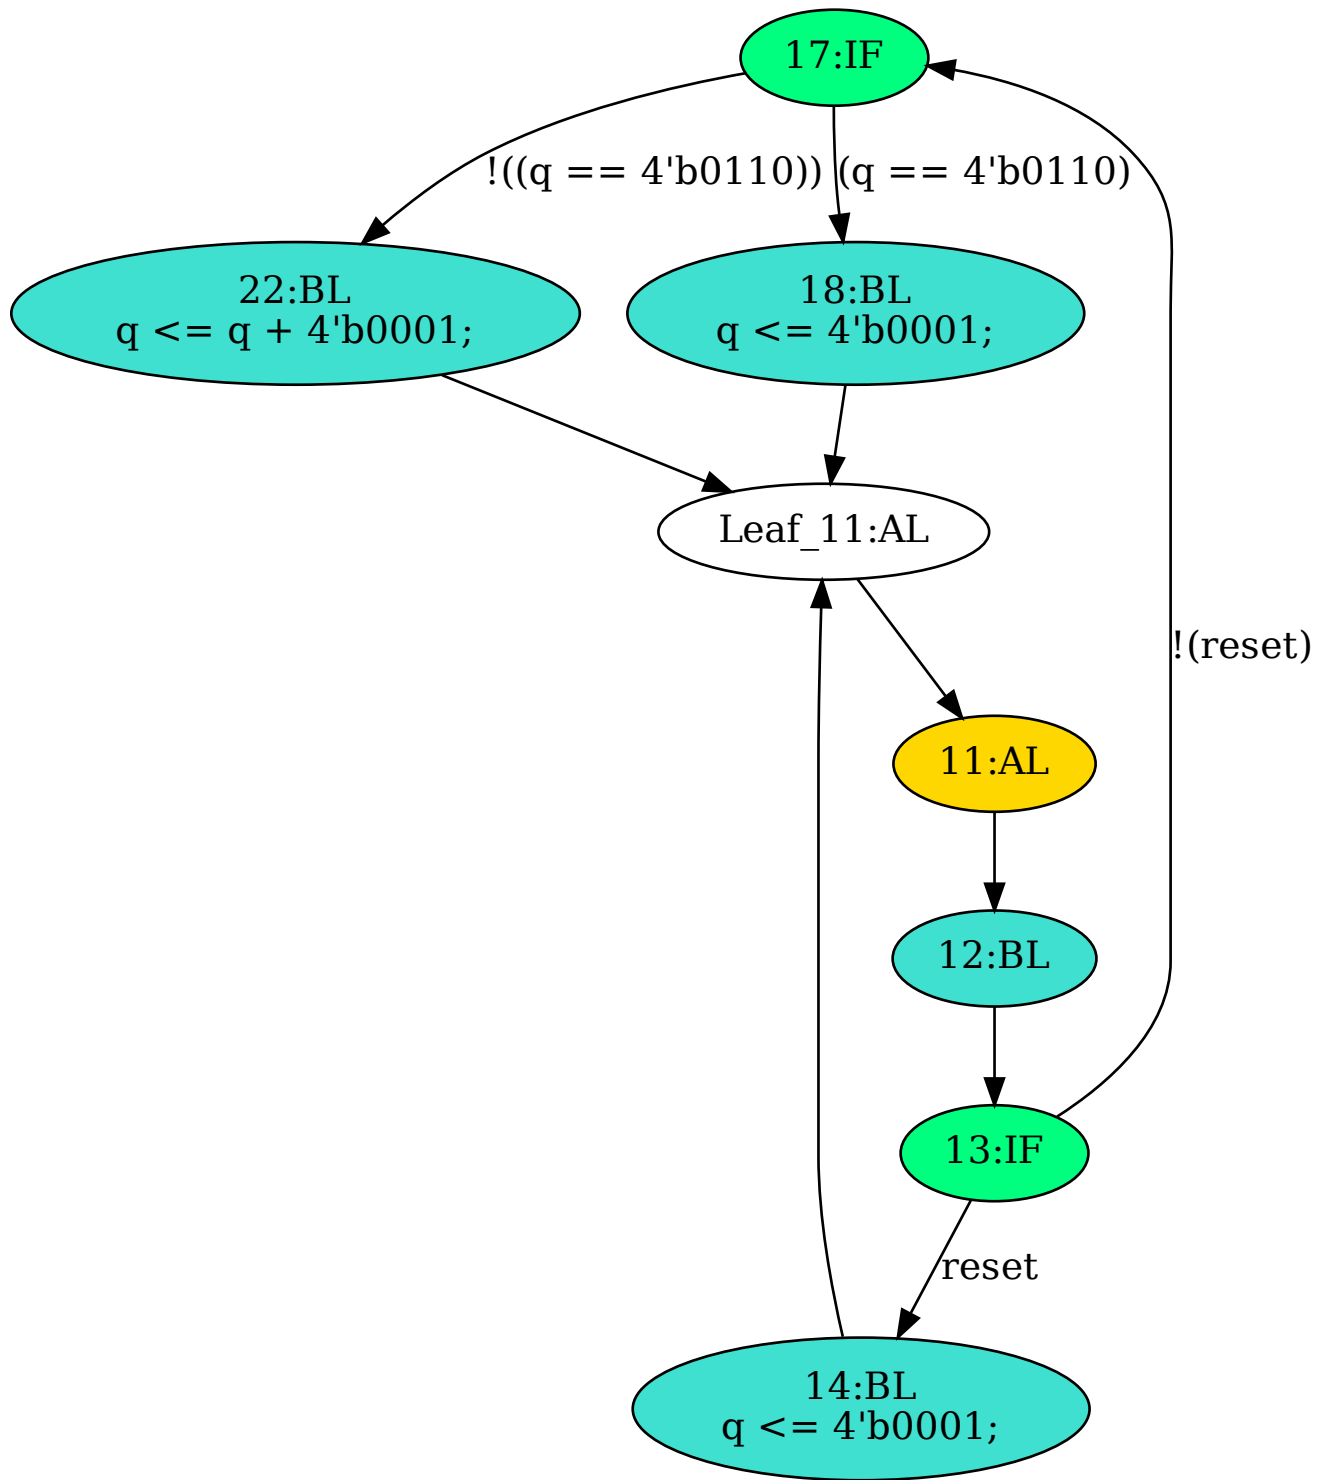 17:IF
!((q == 4'b0110))
(q == 4'b0110)
22:BL
q <= q + 4'b0001;
18:BL
q <= 4'b0001;
Leaf_11:AL
!(reset)
11:AL
12:BL
13:IF
reset
14:BL
q <= 4'b0001;